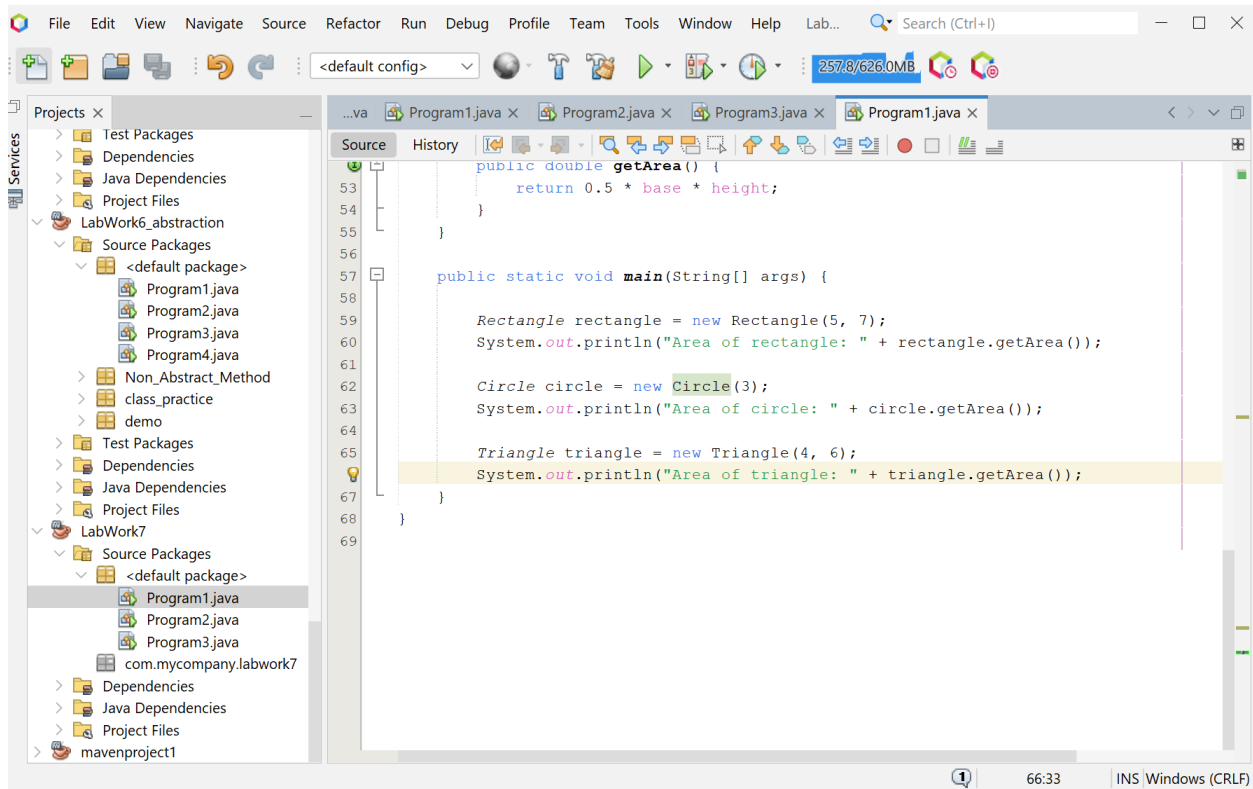 File Edit View Navigate Source Refactor Run Debug Profile Team Tools Window Help Lab... Search (Ctrl+I)
<default config> 257.8/626.0MB
Services
Projects
Test Packages
Dependencies
Java Dependencies
Project Files
LabWork6_abstraction
Source Packages
<default package>
Program1.java
Program2.java
Program3.java
Program4.java
Non_Abstract_Method
class_practice
demo
Test Packages
Dependencies
Java Dependencies
Project Files
LabWork7
Source Packages
<default package>
Program1.java
Program2.java
Program3.java
com.mycompany.labwork7
Dependencies
Java Dependencies
Project Files
mavenproject1
...va Program1.java Program2.java Program3.java Program1.java
Source History
public double getArea() {
53 return 0.5 * base * height;
54 }
55 }
56
57 public static void main(String[] args) {
58
59 Rectangle rectangle = new Rectangle(5, 7);
60 System.out.println("Area of rectangle: " + rectangle.getArea());
61
62 Circle circle = new Circle(3);
63 System.out.println("Area of circle: " + circle.getArea());
64
65 Triangle triangle = new Triangle(4, 6);
System.out.println("Area of triangle: " + triangle.getArea());
67 }
68 }
69
1 66:33 INS Windows (CRLF)